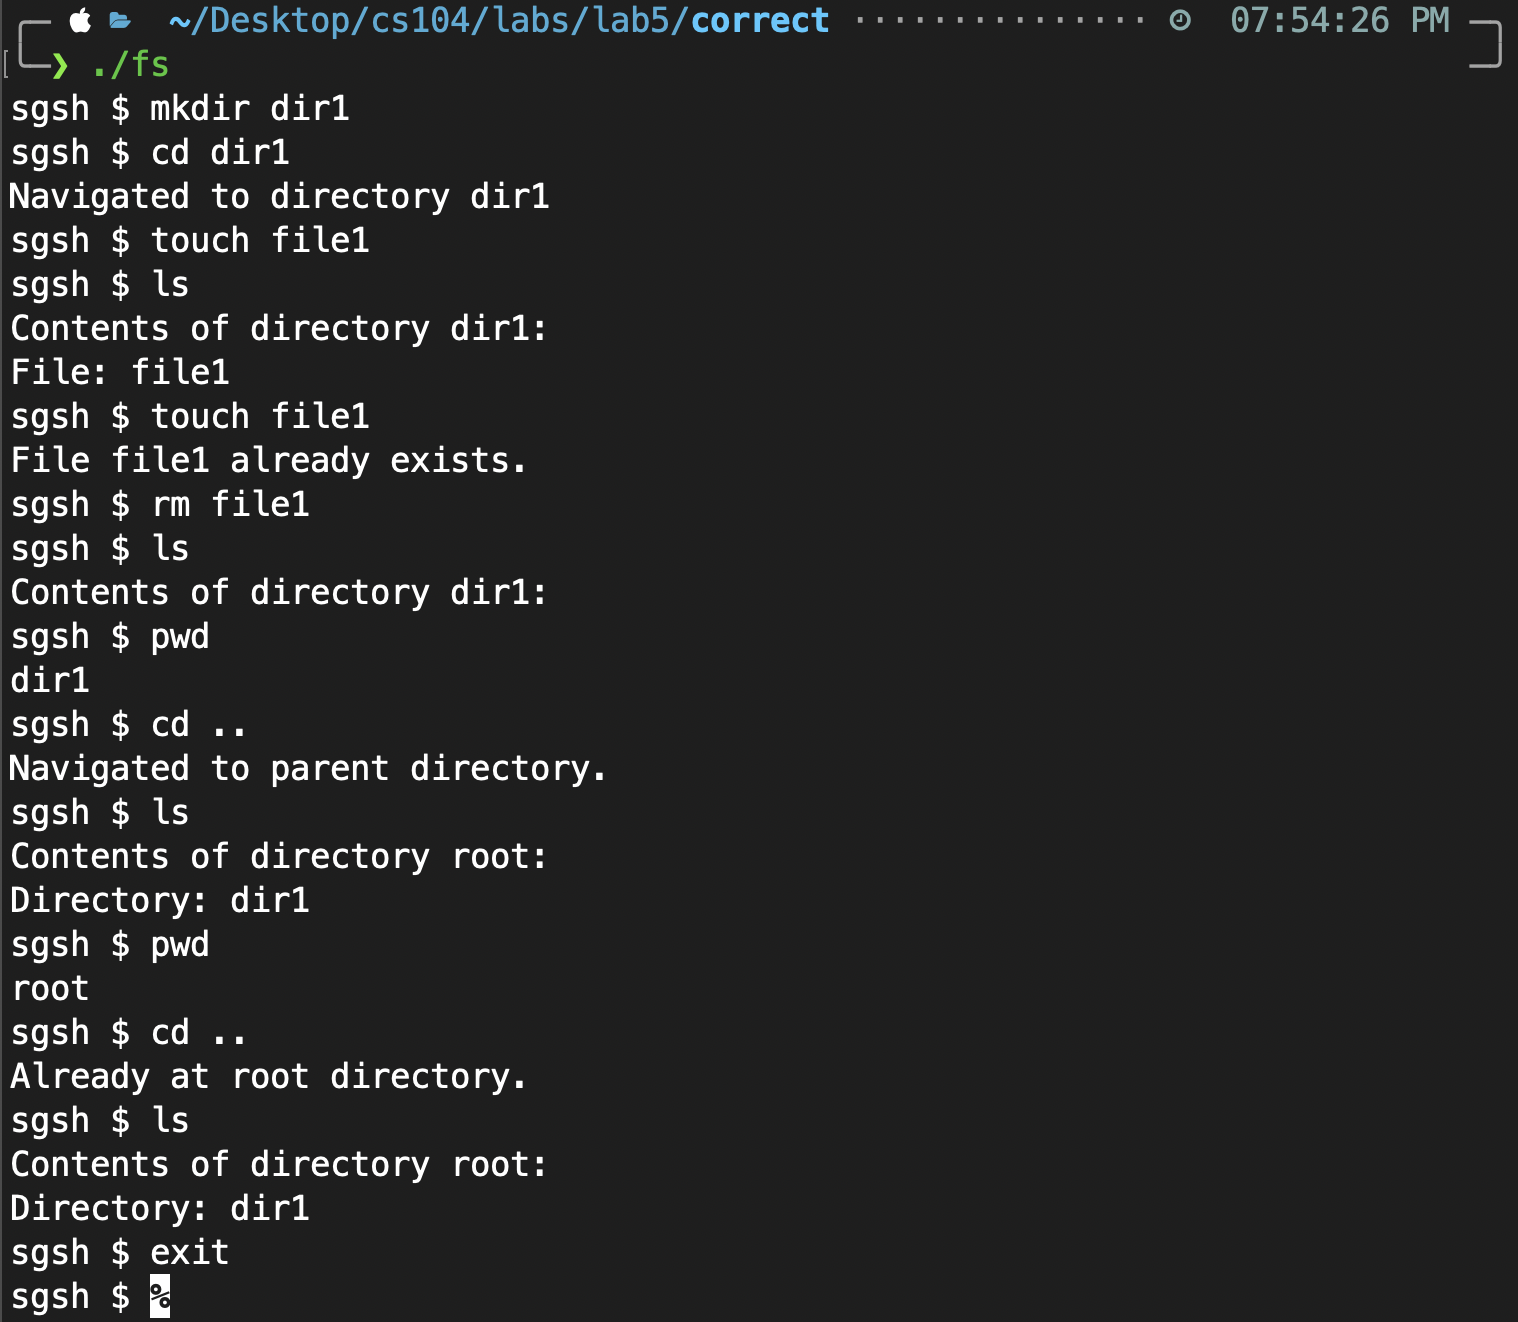 ~/Desktop/cs104/labs/lab5/correct ··············· 07:54:26 PM
❯ ./fs
sgsh $ mkdir dir1
sgsh $ cd dir1
Navigated to directory dir1
sgsh $ touch file1
sgsh $ ls
Contents of directory dir1:
File: file1
sgsh $ touch file1
File file1 already exists.
sgsh $ rm file1
sgsh $ ls
Contents of directory dir1:
sgsh $ pwd
dir1
sgsh $ cd ..
Navigated to parent directory.
sgsh $ ls
Contents of directory root:
Directory: dir1
sgsh $ pwd
root
sgsh $ cd ..
Already at root directory.
sgsh $ ls
Contents of directory root:
Directory: dir1
sgsh $ exit
sgsh $ %